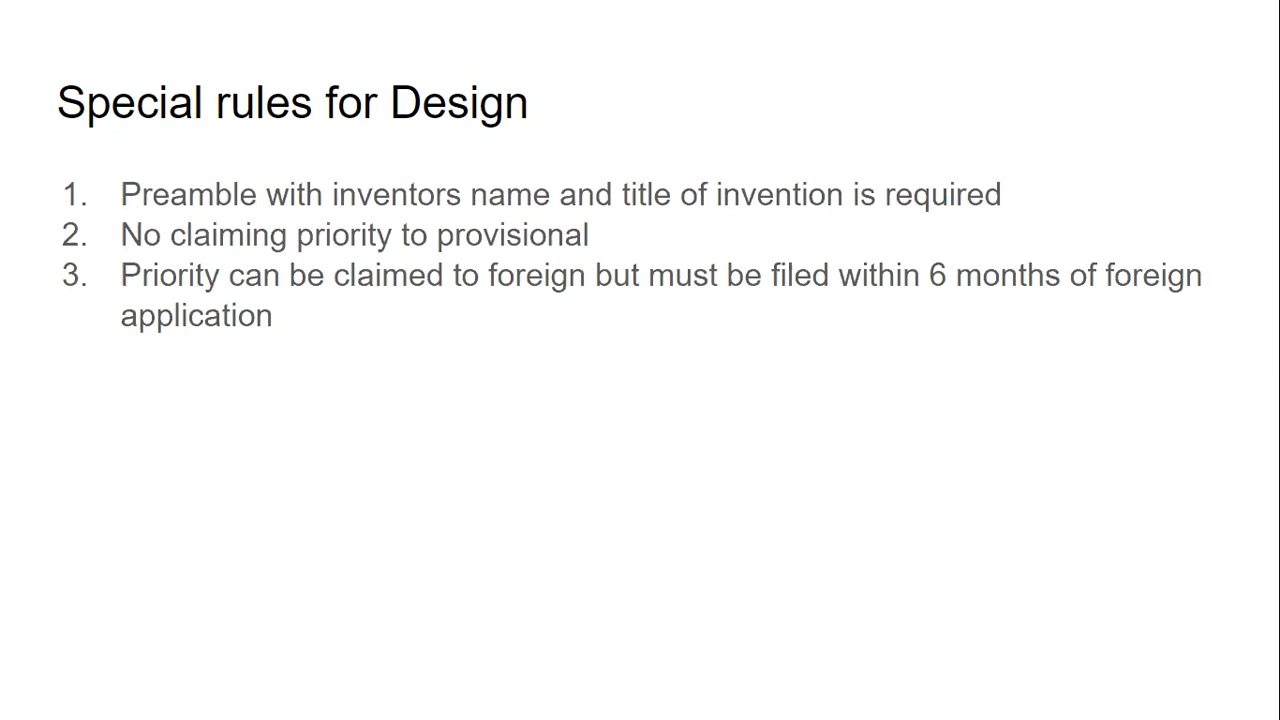 Special rules for Design
1. Preamble with inventors name and title of invention is required
2. No claiming priority to provisional
3. Priority can be claimed to foreign but must be filed within 6 months of foreign
application